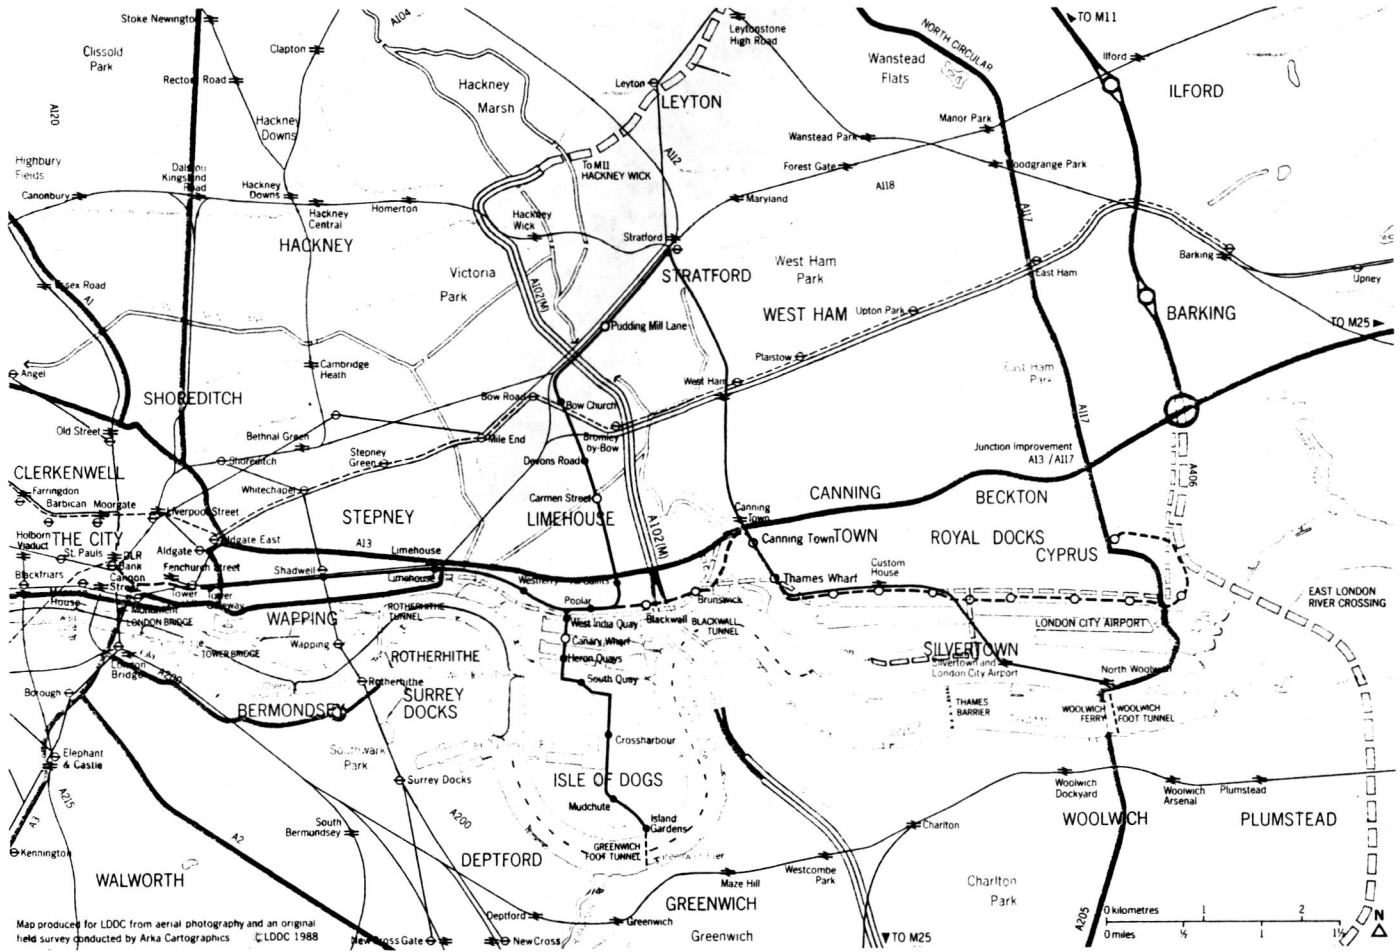 Stoke Newington
A104
Clissold
Park
Clapton
Rectory Road
Hackney
Downs
Hackney
Marsh
Leyton
LEYTON
Leytonstone
High Road
Wanstead
Flats
NORTH CIRCULAR
TO M11
Ilford
ILFORD
A120
Highbury
Fields
Canonbury
Dalston
Kingsland
Road
Hackney
Downs
Hackney
Central
Homerton
HACKNEY
To M11
HACKNEY WICK
A112
Hackney
Wick
Wanstead Park
Manor Park
Forest Gate
Woodgrange Park
A118
A117
Maryland
Stratford
STRATFORD
Victoria
Park
A102(M)
Pudding Mill Lane
West Ham
Park
WEST HAM
Upton Park
East Ham
Barking
Upney
BARKING
TO M25
Essex Road
A1
Angel
Cambridge
Heath
Plaistow
West Ham
East Ham
Park
A117
SHOREDITCH
Old Street
Bethnal Green
Shoreditch
Bow Road
Bow Church
Mile End
Stepney
Green
Bromley
by-Bow
Devons Road
Junction Improvement
A13 / A117
A406
CLERKENWELL
Farringdon
Barbican
Moorgate
Whitechapel
Liverpool Street
STEPNEY
Carmen Street
LIMEHOUSE
A102(M)
CANNING
TOWN
BECKTON
Canning
Town
Canning Town
ROYAL DOCKS
CYPRUS
Holborn
Viaduct
THE CITY
St. Pauls
DLR
Bank
Cannon
Aldgate
Aldgate East
A13
Fenchurch Street
Blackfriars
House
Monument
Tower
Tower
Gateway
Shadwell
Limehouse
Limehouse
Poplar
Thames Wharf
Custom
House
Brunswick
EAST LONDON
RIVER CROSSING
LONDON BRIDGE
WAPPING
ROTHERHITHE
TUNNEL
West India Quay
Blackwall
BLACKWALL
TUNNEL
LONDON CITY AIRPORT
TOWER BRIDGE
Wapping
Canary Wharf
Heron Quays
South Quay
SILVERTOWN
Silvertown and
London City Airport
North Woolwich
London
Bridge
A200
Borough
ROTHERHITHE
Rotherhithe
SURREY
DOCKS
BERMONDSEY
THAMES
BARRIER
WOOLWICH
FERRY
WOOLWICH
FOOT TUNNEL
Elephant
& Castle
Southwark
Park
Crossharbour
ISLE OF DOGS
Surrey Docks
A215
A3
A2
A200
Mudchute
Island
Gardens
GREENWICH
FOOT TUNNEL
South
Bermondsey
Kennington
WALWORTH
DEPTFORD
Woolwich
Dockyard
Woolwich
Arsenal
Plumstead
WOOLWICH
PLUMSTEAD
Charlton
Westcombe
Park
Maze Hill
GREENWICH
Greenwich
Charlton
Park
Deptford
Greenwich
New Cross Gate
New Cross
TO M25
A205
Map produced for LDDC from aerial photography and an original
field survey conducted by Arka Cartographics © LDDC 1988
0 kilometres 1 2
0 miles ½ 1 1½
N